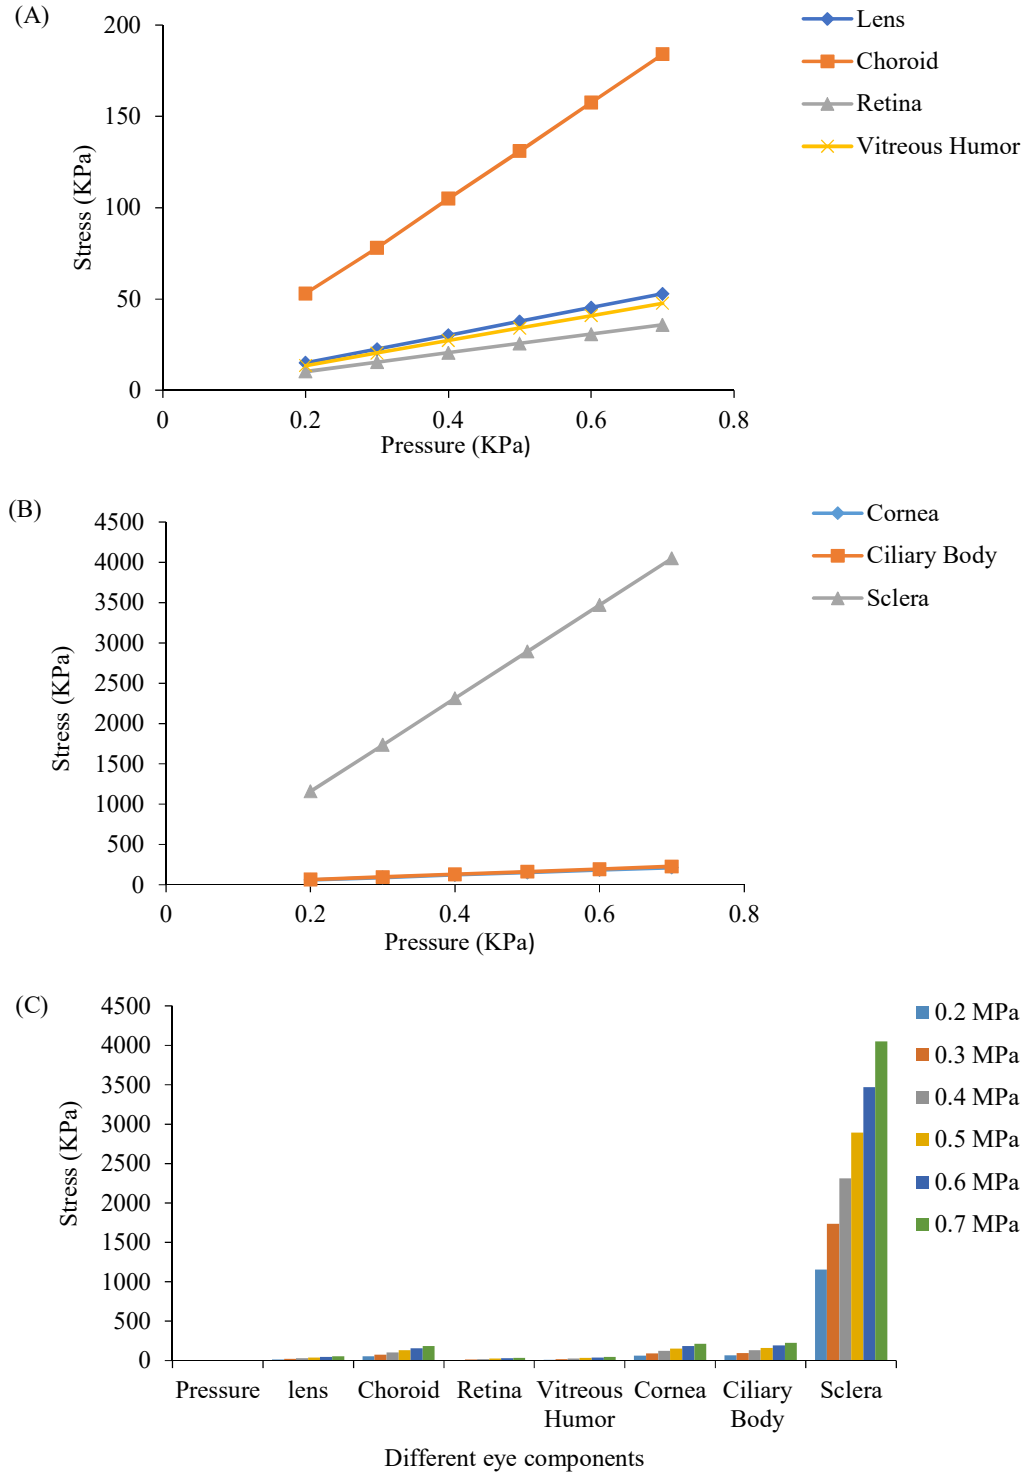 (A)
200
150
100
50
0
Stress (KPa)
0 0.2 0.4 0.6 0.8
Pressure (KPa)
Lens
Choroid
Retina
Vitreous Humor
(B)
4500
4000
3500
3000
2500
2000
1500
1000
500
0
Stress (KPa)
0 0.2 0.4 0.6 0.8
Pressure (KPa)
Cornea
Ciliary Body
Sclera
(C)
4500
4000
3500
3000
2500
2000
1500
1000
500
0
Stress (KPa)
Pressure lens Choroid Retina Vitreous Cornea Ciliary Sclera
Humor Body
Different eye components
0.2 MPa
0.3 MPa
0.4 MPa
0.5 MPa
0.6 MPa
0.7 MPa